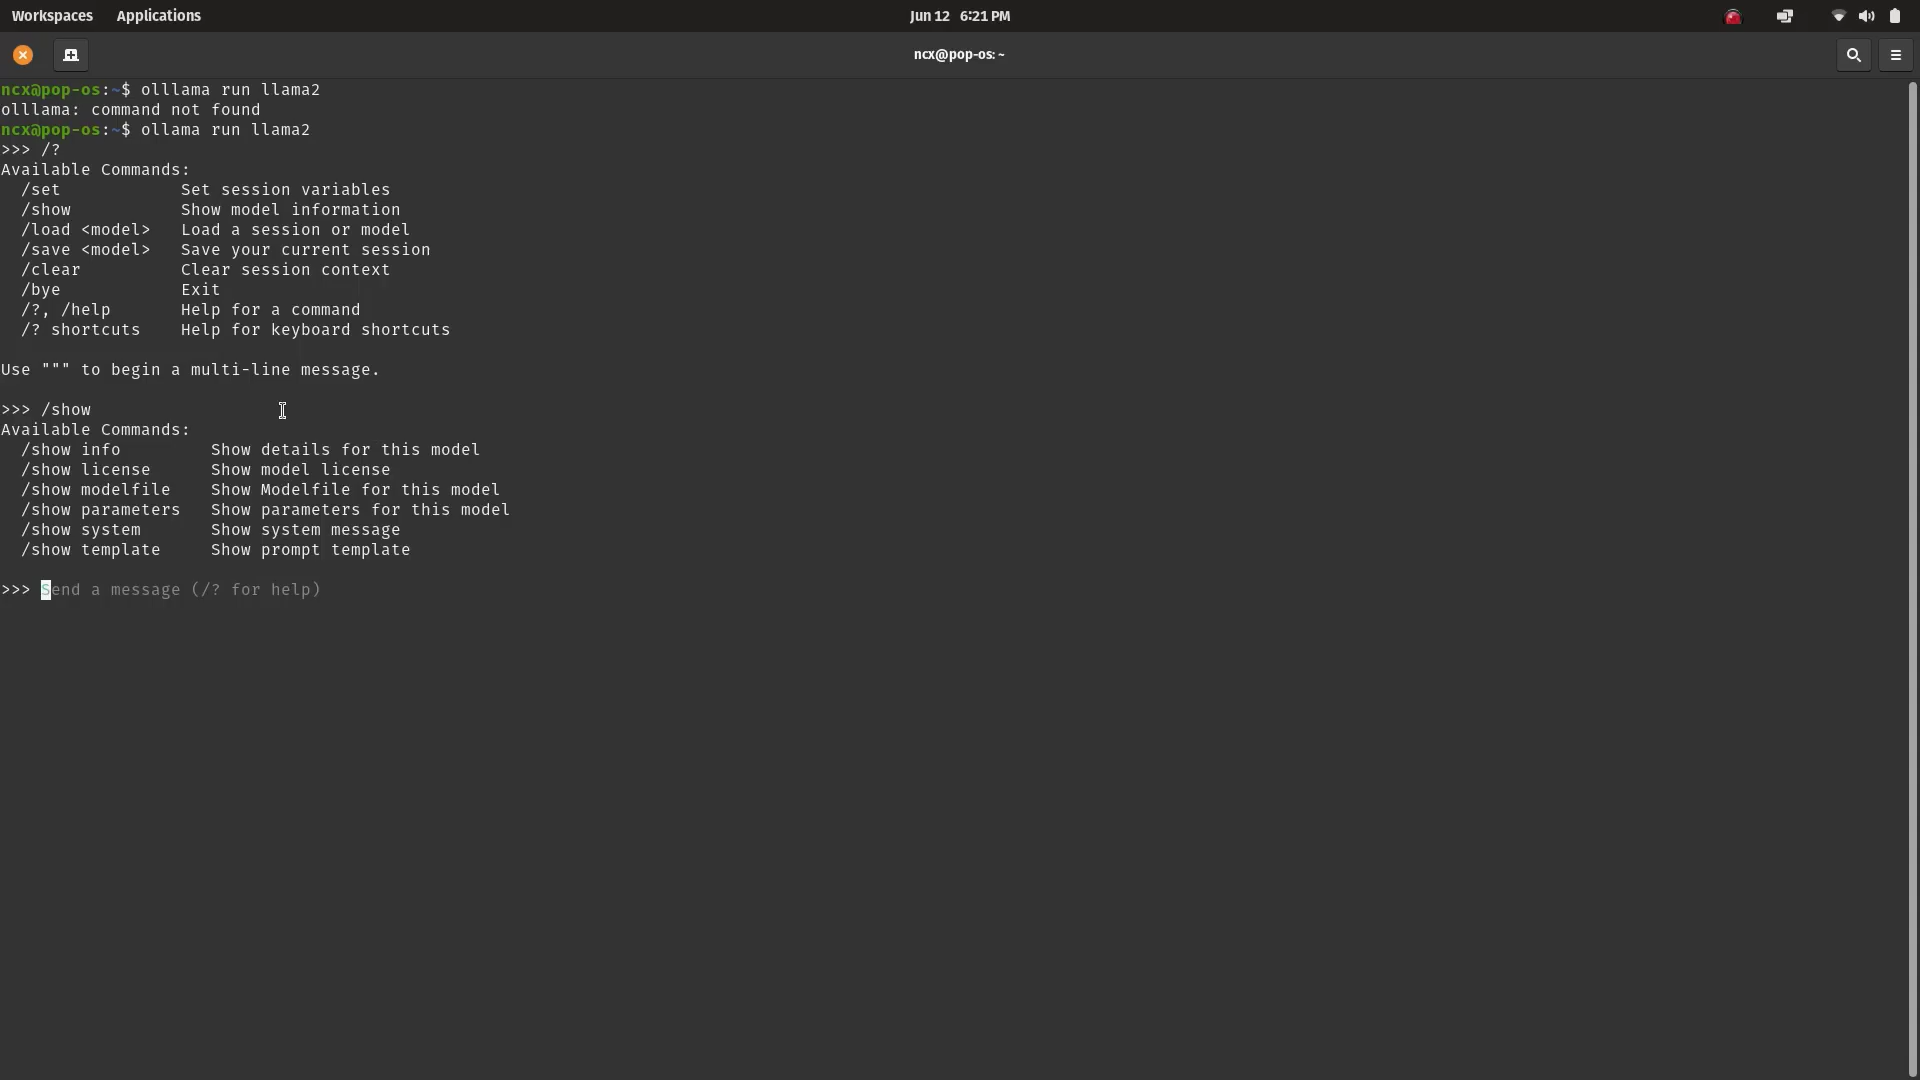 Workspaces Applications Jun 12 6:21 PM
ncx@pop-os: ~
ncx@pop-os:~$ olllama run llama2
olllama: command not found
ncx@pop-os:~$ ollama run llama2
>>> /?
Available Commands:
  /set            Set session variables
  /show           Show model information
  /load <model>   Load a session or model
  /save <model>   Save your current session
  /clear          Clear session context
  /bye            Exit
  /?, /help       Help for a command
  /? shortcuts    Help for keyboard shortcuts
Use """ to begin a multi-line message.
>>> /show
Available Commands:
  /show info         Show details for this model
  /show license      Show model license
  /show modelfile    Show Modelfile for this model
  /show parameters   Show parameters for this model
  /show system       Show system message
  /show template     Show prompt template
>>> Send a message (/? for help)